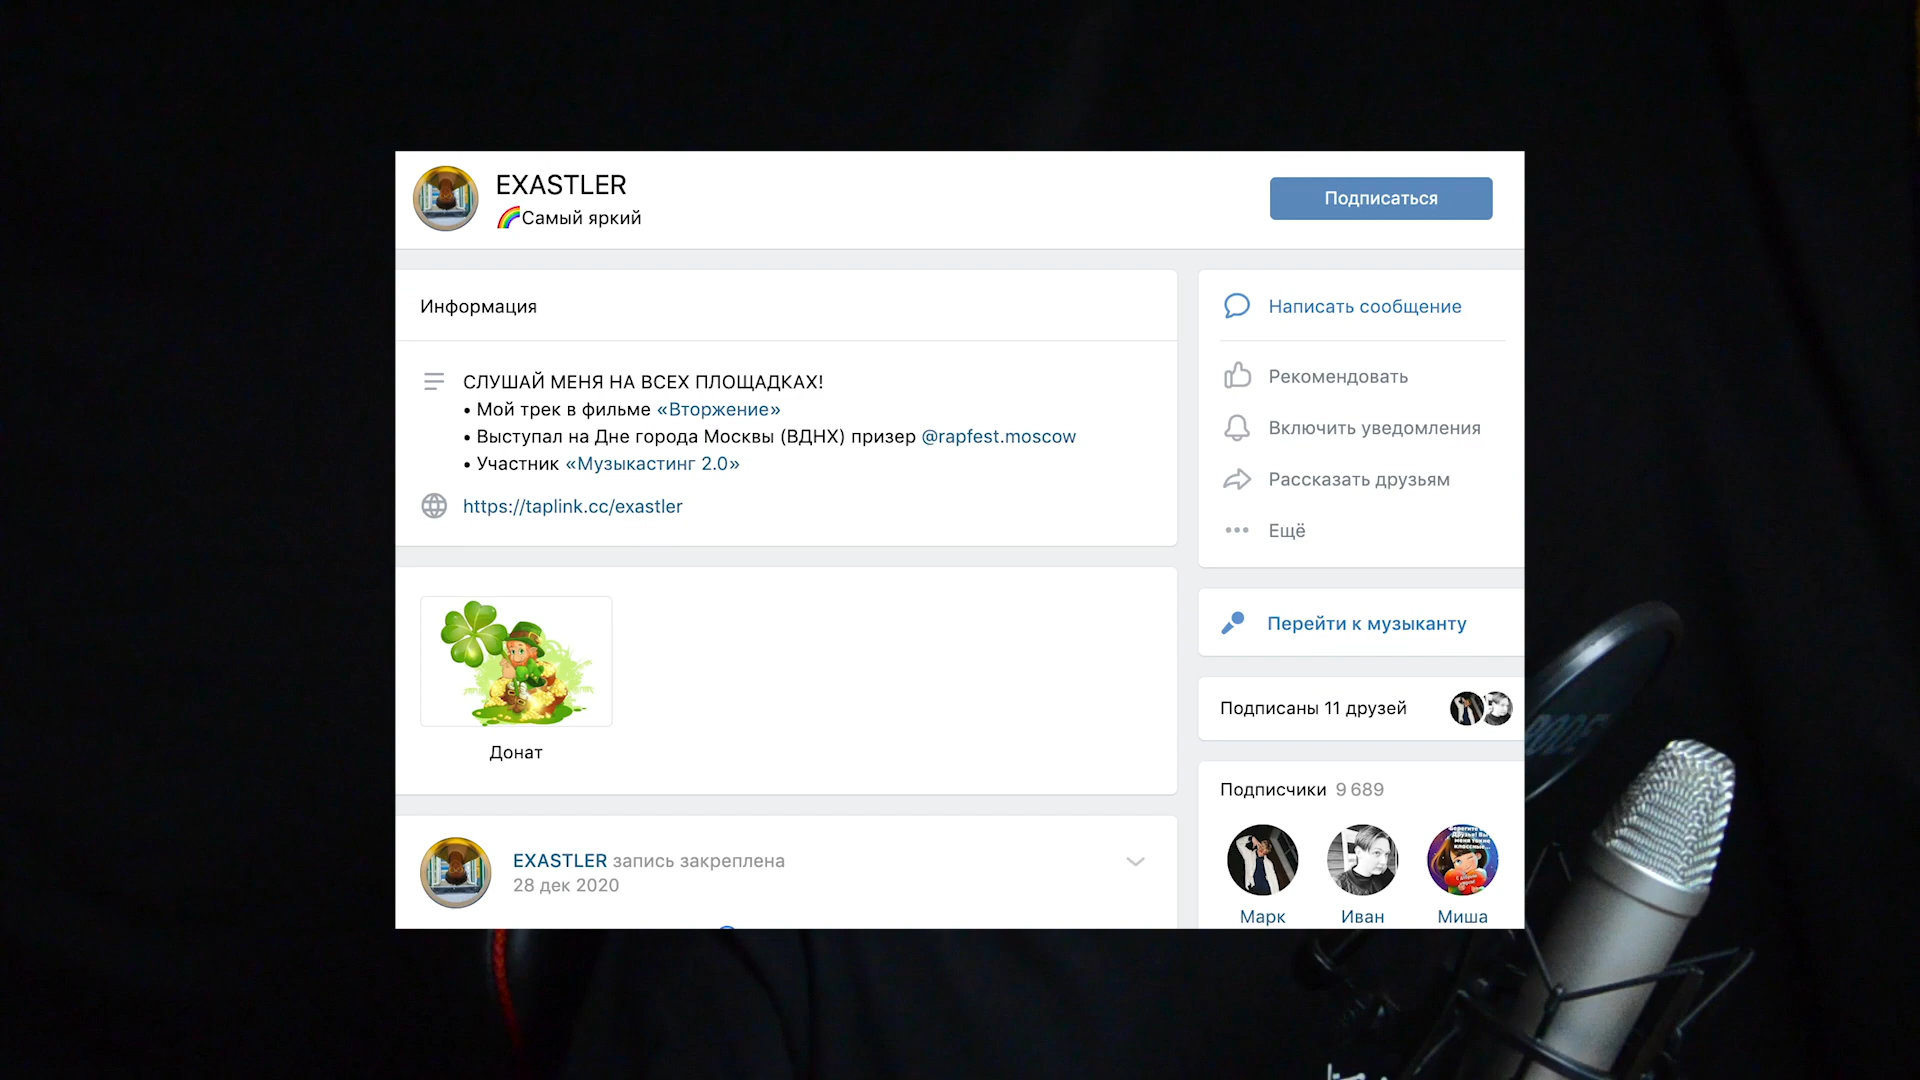 EXASTLER
🌈Самый яркий
Подписаться
Информация
СЛУШАЙ МЕНЯ НА ВСЕХ ПЛОЩАДКАХ!
• Мой трек в фильме «Вторжение»
• Выступал на Дне города Москвы (ВДНХ) призер @rapfest.moscow
• Участник «Музыкастинг 2.0»
https://taplink.cc/exastler
Донат
EXASTLER запись закреплена
28 дек 2020
Написать сообщение
Рекомендовать
Включить уведомления
Рассказать друзьям
Ещё
Перейти к музыканту
Подписаны 11 друзей
Подписчики 9 689
Марк
Иван
Миша